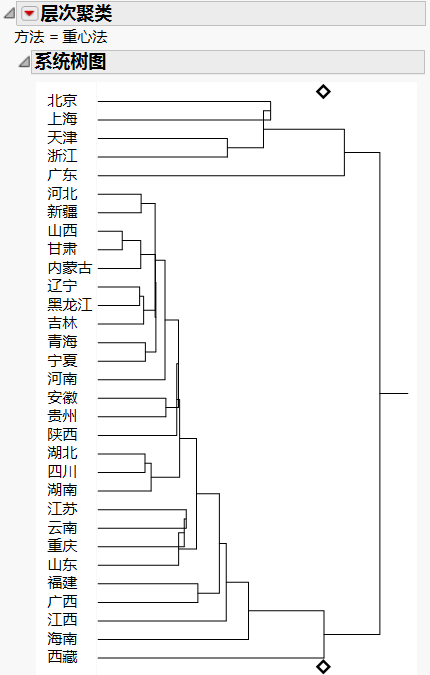 层次聚类
方法 = 重心法
系统树图
北京
上海
天津
浙江
广东
河北
新疆
山西
甘肃
内蒙古
辽宁
黑龙江
吉林
青海
宁夏
河南
安徽
贵州
陕西
湖北
四川
湖南
江苏
云南
重庆
山东
福建
广西
江西
海南
西藏